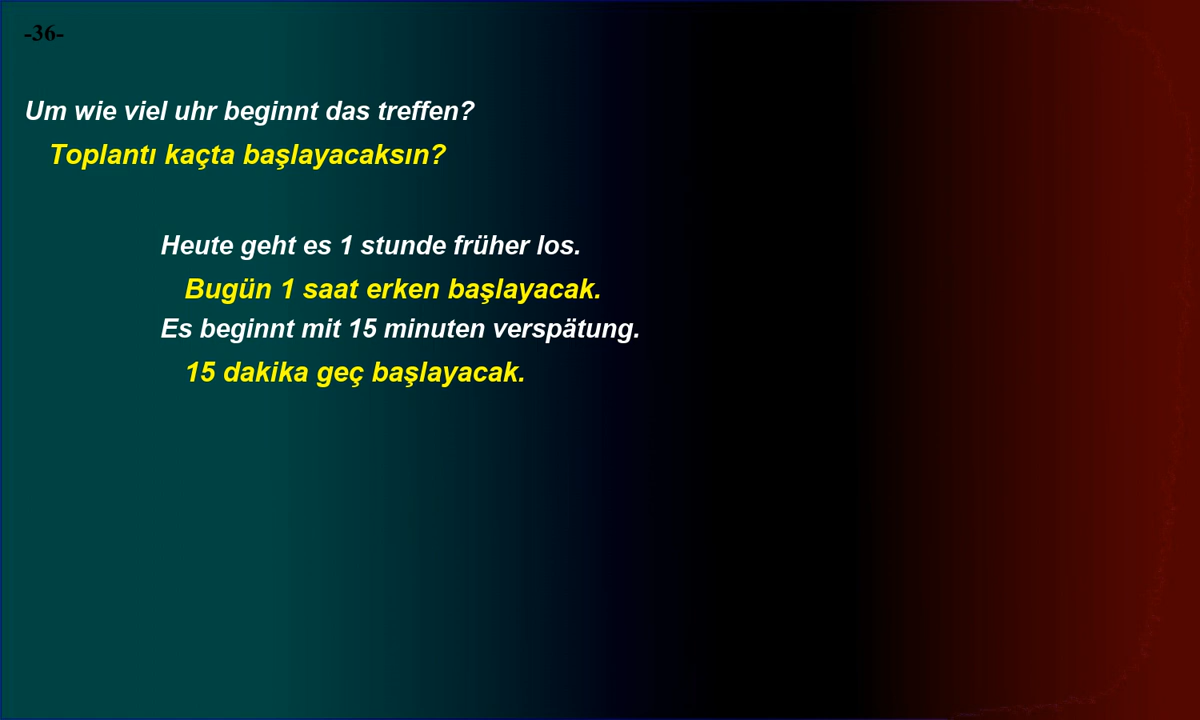 -36-
Um wie viel uhr beginnt das treffen?
Toplantı kaçta başlayacaksın?
Heute geht es 1 stunde früher los.
Bugün 1 saat erken başlayacak.
Es beginnt mit 15 minuten verspätung.
15 dakika geç başlayacak.